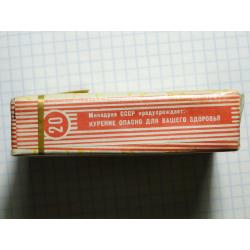 20
Минздрав СССР предупреждает:
КУРЕНИЕ ОПАСНО ДЛЯ ВАШЕГО ЗДОРОВЬЯ